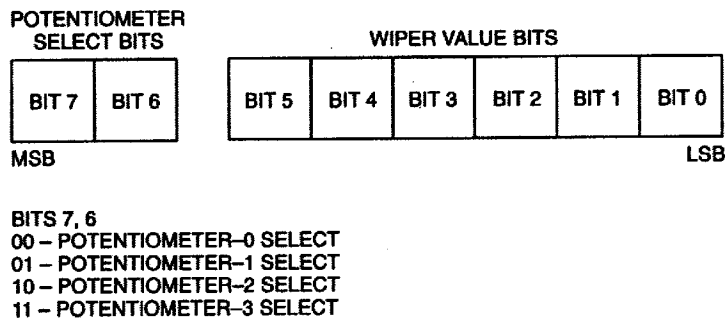 POTENTIOMETER
SELECT BITS
WIPER VALUE BITS
BIT 7 BIT 6 BIT 5 BIT 4 BIT 3 BIT 2 BIT 1 BIT 0
MSB LSB
BITS 7, 6
00 – POTENTIOMETER–0 SELECT
01 – POTENTIOMETER–1 SELECT
10 – POTENTIOMETER–2 SELECT
11 – POTENTIOMETER–3 SELECT